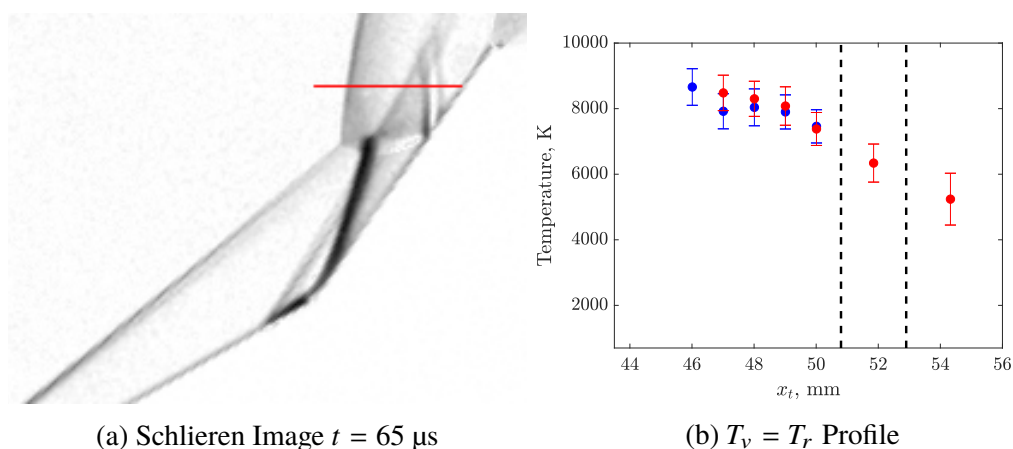 10000
8000
6000
4000
2000
Temperature, K
44 46 48 50 52 54 56
x_t, mm
(a) Schlieren Image t = 65 µs
(b) T_v = T_r Profile